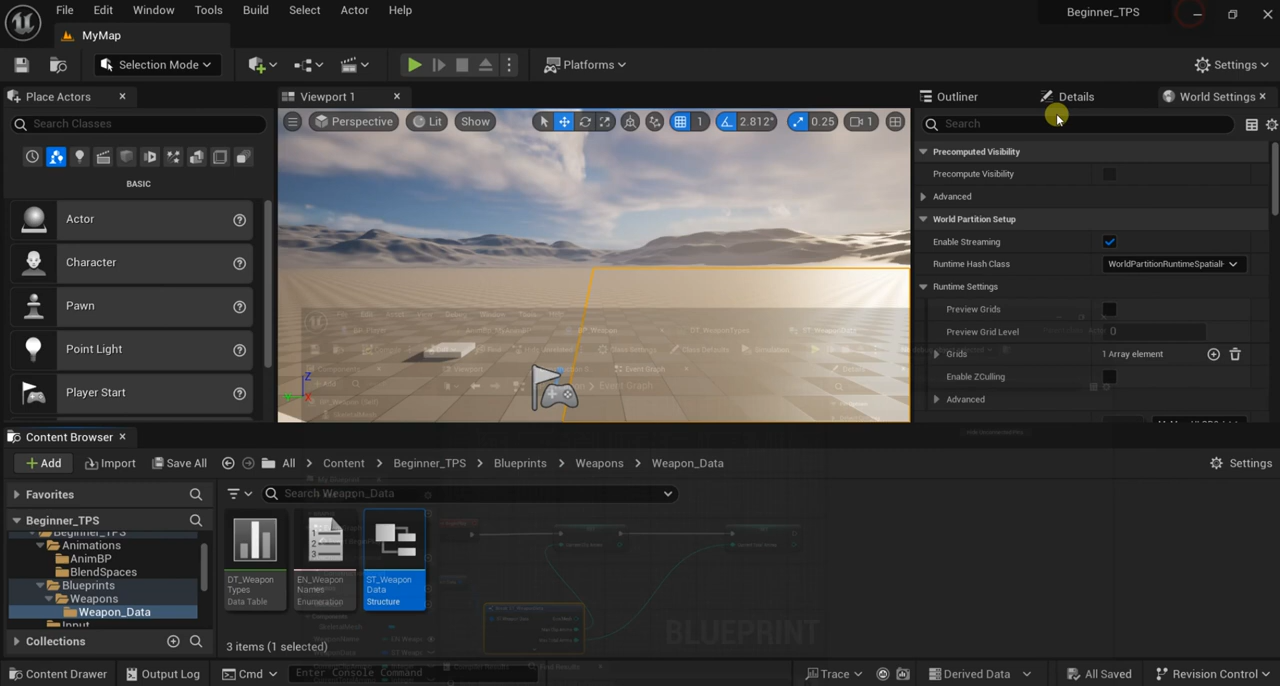 File Edit Window Tools Build Select Actor Help
Beginner_TPS
MyMap
Selection Mode
Platforms
Settings
Place Actors
Viewport 1
Outliner
Details
World Settings
Search Classes
Perspective
Lit
Show
1
2.812°
0.25
1
Search
BASIC
Actor
Character
Pawn
Point Light
Player Start
Precomputed Visibility
Precompute Visibility
Advanced
World Partition Setup
Enable Streaming
Runtime Hash Class
WorldPartitionRuntimeSpatialH
Runtime Settings
Preview Grids
Preview Grid Level
0
Grids
1 Array element
Enable ZCulling
Advanced
Content Browser
Add
Import
Save All
All > Content > Beginner_TPS > Blueprints > Weapons > Weapon_Data
Settings
Favorites
Search Weapon_Data
Beginner_TPS
Beginner_TPS
Animations
AnimBP
BlendSpaces
Blueprints
Weapons
Weapon_Data
Input
Collections
DT_Weapon
Types
Data Table
EN_Weapon
Names
Enumeration
ST_Weapon
Data
Structure
3 items (1 selected)
BLUEPRINT
Event Graph
Content Drawer
Output Log
Cmd
Enter Console Command
Trace
Derived Data
All Saved
Revision Control